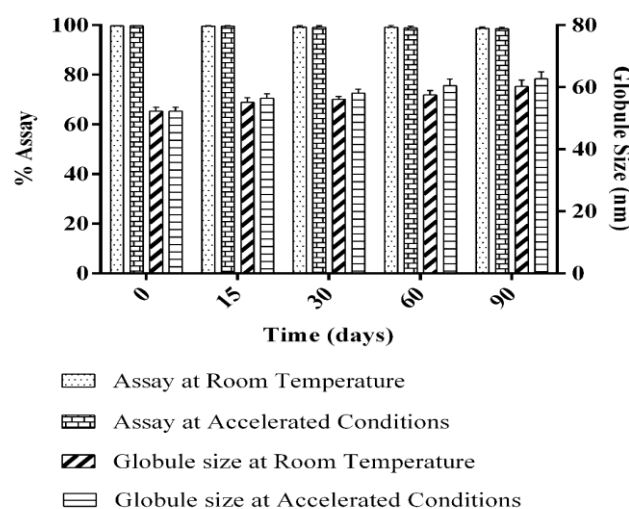 100
80
60
40
20
0
% Assay
80
60
40
20
0
Globule Size (nm)
0 15 30 60 90
Time (days)
Assay at Room Temperature
Assay at Accelerated Conditions
Globule size at Room Temperature
Globule size at Accelerated Conditions